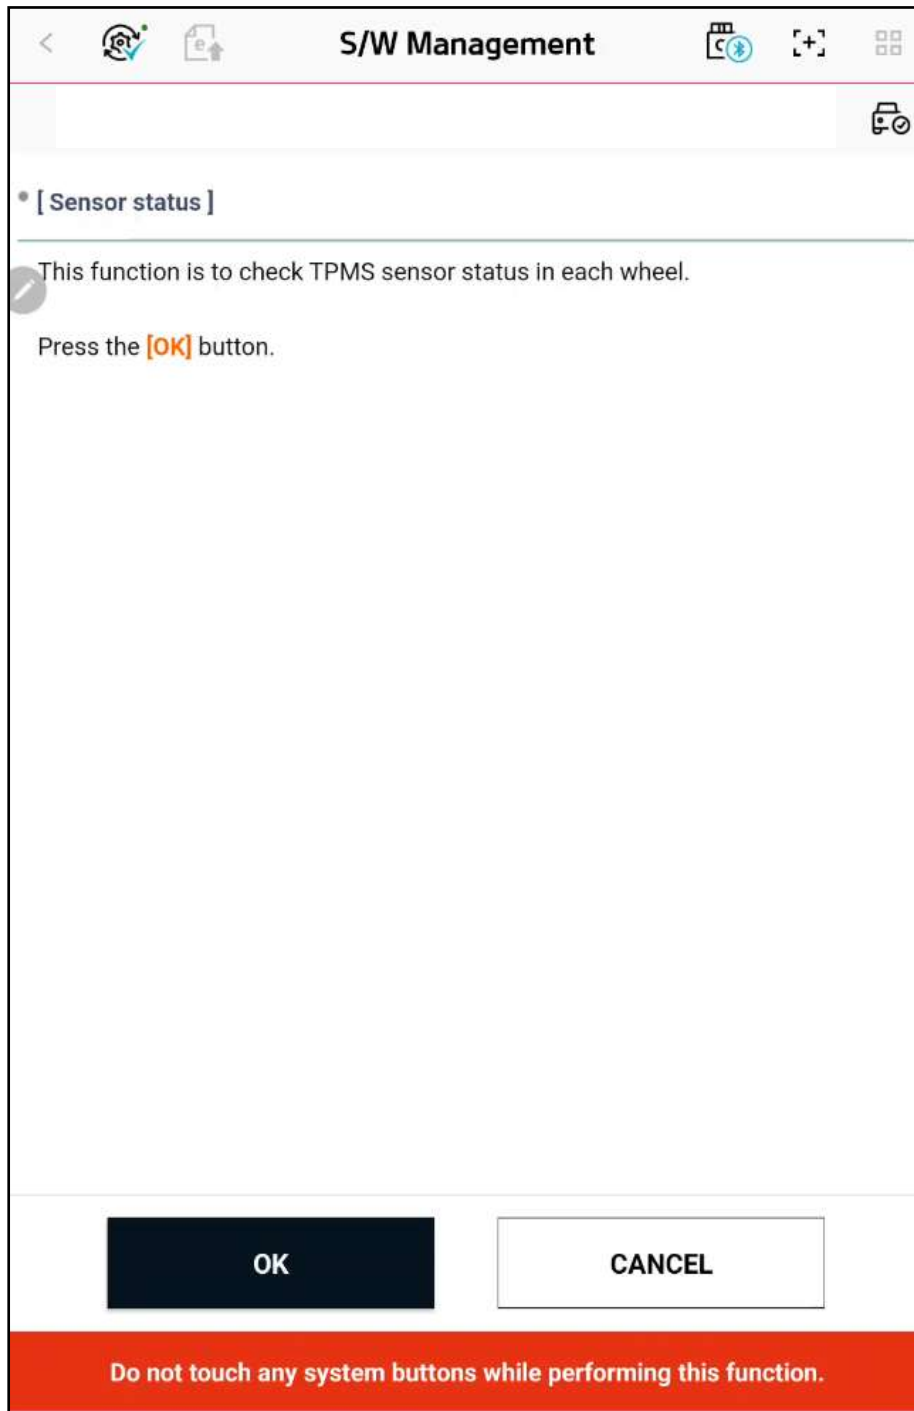 S/W Management
[ Sensor status ]
This function is to check TPMS sensor status in each wheel.
Press the [OK] button.
OK
CANCEL
Do not touch any system buttons while performing this function.